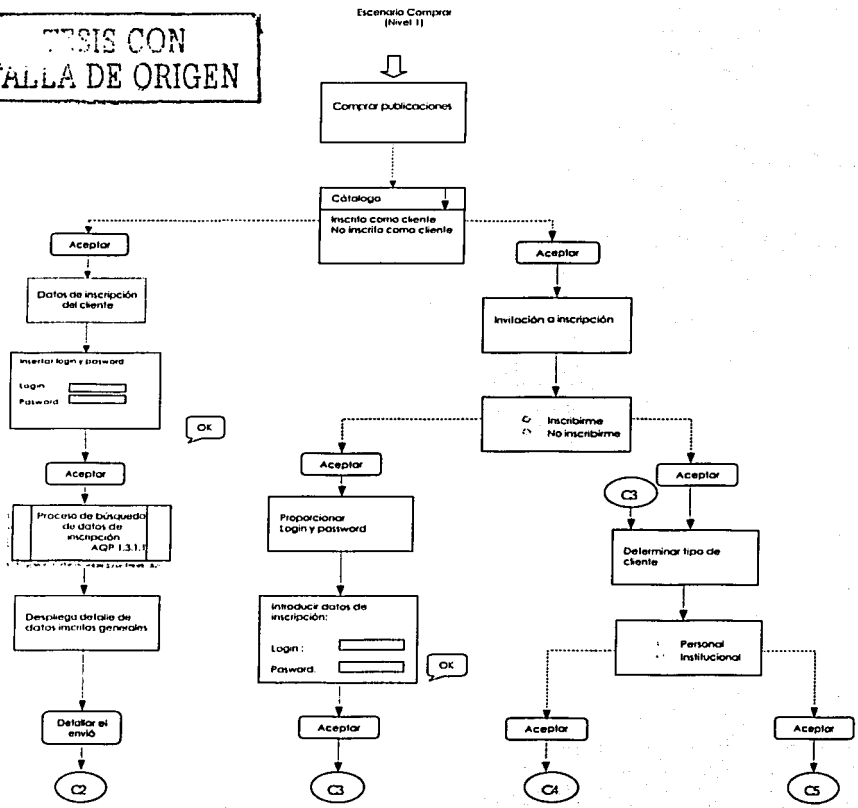 Escenario Comprar
(Nivel 1)
SIS CON
ALLA DE ORIGEN
Comprar publicaciones
Cátalogo
Inscrito como cliente
No inscrito como cliente
Aceptar
Aceptar
Datos de inscripción
del cliente
Invitación a inscripción
Insertar login y password
Login
Pasword
OK
Inscribirme
No inscribirme
Aceptar
Aceptar
Aceptar
C3
Proceso de búsqueda
de datos de
inscripción
AQP 1.3.1.1
Proporcionar
Login y password
Determinar tipo de
cliente
Despliega detalle de
datos inscritos generales
Introducir datos de
inscripción:
Login :
Pasword:
OK
Personal
Institucional
Detallar el
envió
Aceptar
Aceptar
Aceptar
C2
C3
C4
C5